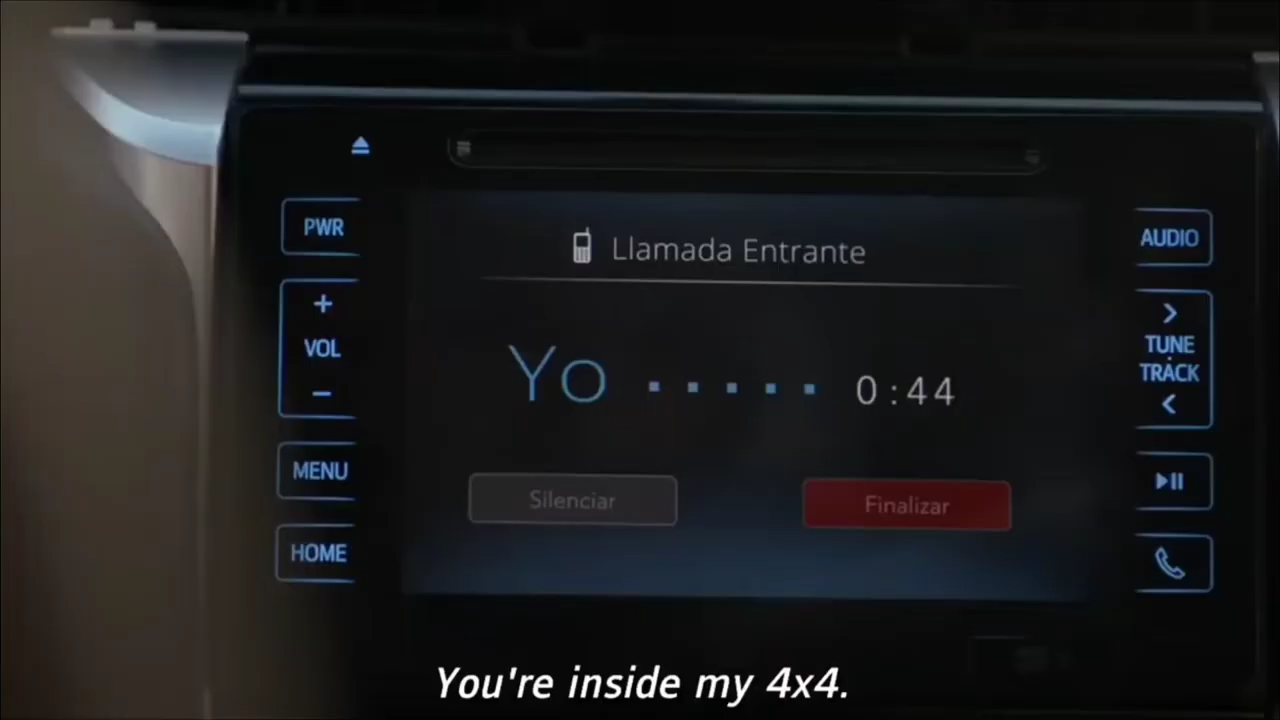 PWR
+
VOL
-
MENU
HOME
Llamada Entrante
Yo ..... 0:44
Silenciar
Finalizar
AUDIO
>
TUNE
TRACK
<
You're inside my 4x4.